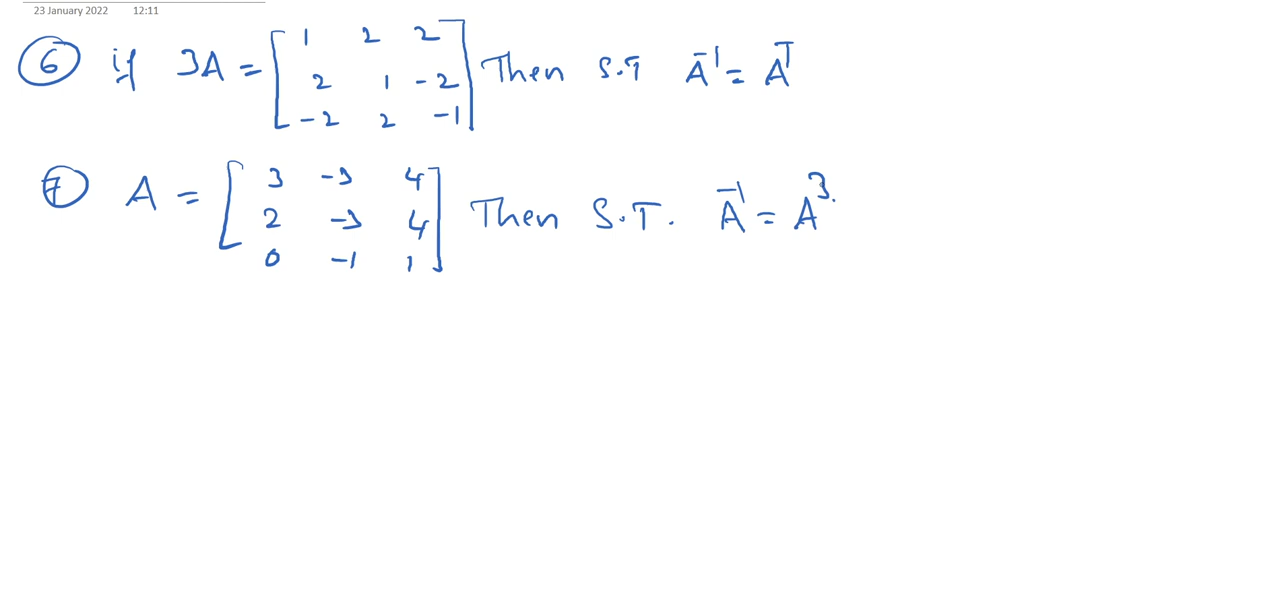 23 January 2022 12:11
⑥ if 3A = [1 2 2 Then S.T A⁻¹ = Aᵀ
2 1 -2
-2 2 -1]
⑦ A = [3 -3 4 Then S.T. A⁻¹ = A³.
2 -3 4
0 -1 1]